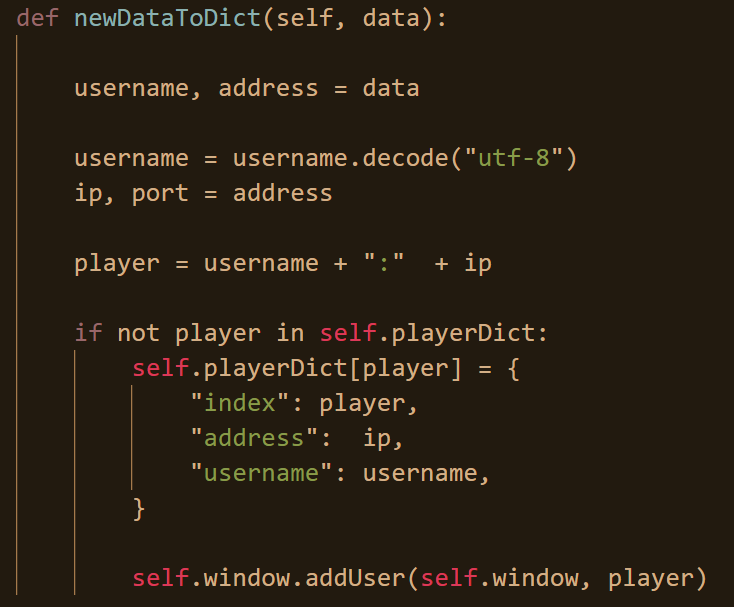 def newDataToDict(self, data):
username, address = data
username = username.decode("utf-8")
ip, port = address
player = username + ":"  + ip
if not player in self.playerDict:
self.playerDict[player] = {
"index": player,
"address":  ip,
"username": username,
}
self.window.addUser(self.window, player)